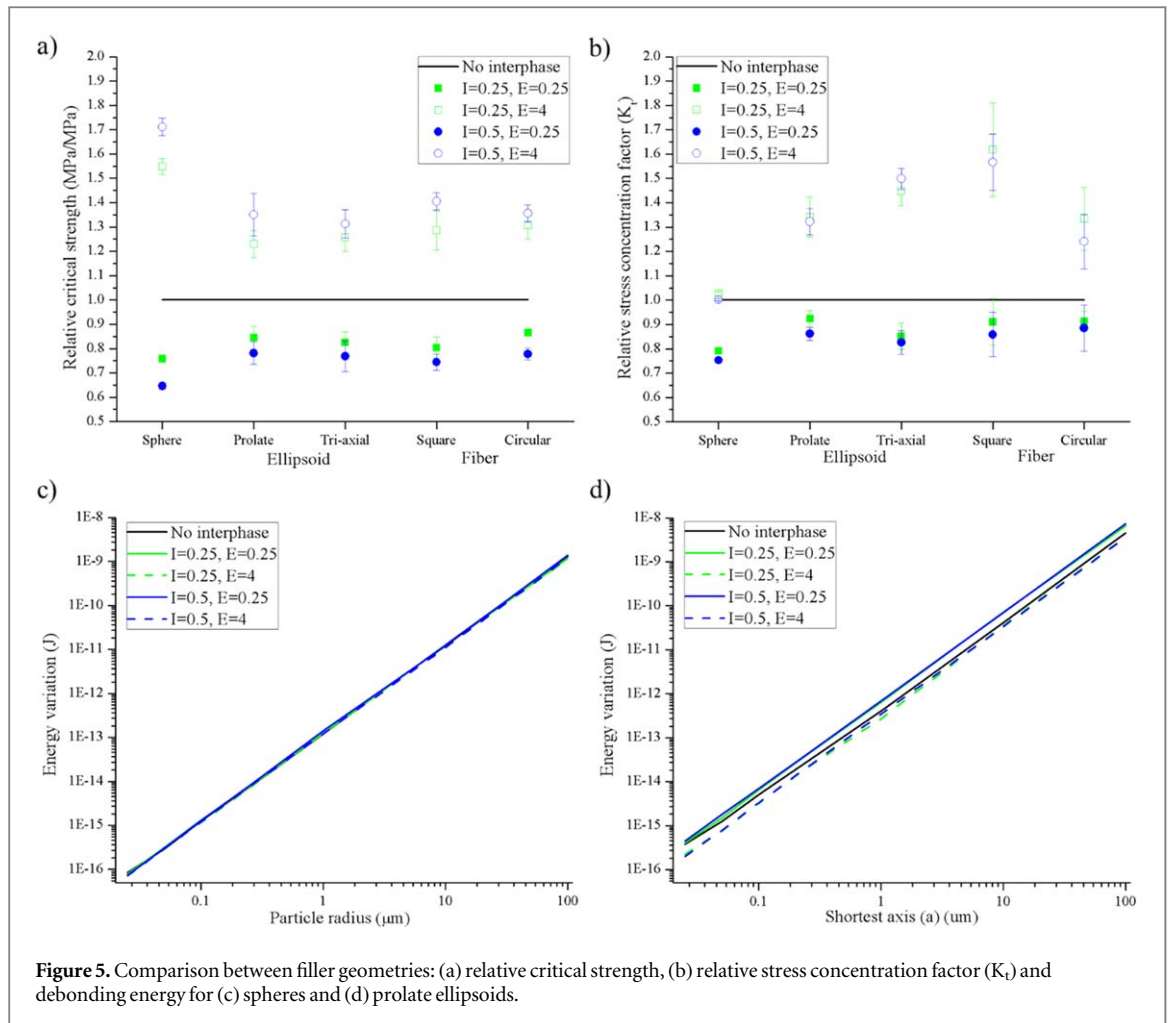 a)
Relative critical strength (MPa/MPa)
2.0
1.9
1.8
1.7
1.6
1.5
1.4
1.3
1.2
1.1
1.0
0.9
0.8
0.7
0.6
0.5
No interphase
I=0.25, E=0.25
I=0.25, E=4
I=0.5, E=0.25
I=0.5, E=4
Sphere Prolate Tri-axial Square Circular
Ellipsoid Fiber
b)
Relative stress concentration factor (Kt)
2.0
1.9
1.8
1.7
1.6
1.5
1.4
1.3
1.2
1.1
1.0
0.9
0.8
0.7
0.6
0.5
No interphase
I=0.25, E=0.25
I=0.25, E=4
I=0.5, E=0.25
I=0.5, E=4
Sphere Prolate Tri-axial Square Circular
Ellipsoid Fiber
c)
Energy variation (J)
1E-8
1E-9
1E-10
1E-11
1E-12
1E-13
1E-14
1E-15
1E-16
No interphase
I=0.25, E=0.25
I=0.25, E=4
I=0.5, E=0.25
I=0.5, E=4
0.1 1 10 100
Particle radius (μm)
d)
Energy variation (J)
1E-8
1E-9
1E-10
1E-11
1E-12
1E-13
1E-14
1E-15
1E-16
No interphase
I=0.25, E=0.25
I=0.25, E=4
I=0.5, E=0.25
I=0.5, E=4
0.1 1 10 100
Shortest axis (a) (um)
Figure 5. Comparison between filler geometries: (a) relative critical strength, (b) relative stress concentration factor (Kt) and
debonding energy for (c) spheres and (d) prolate ellipsoids.